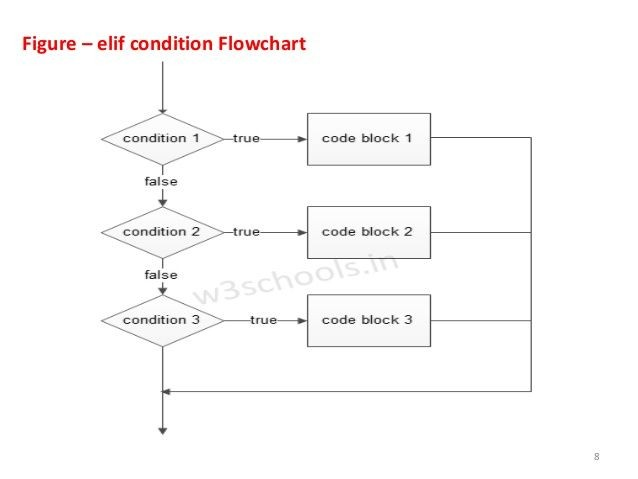 Figure – elif condition Flowchart
condition 1
true
code block 1
false
condition 2
true
code block 2
false
w3schools.in
condition 3
true
code block 3
8